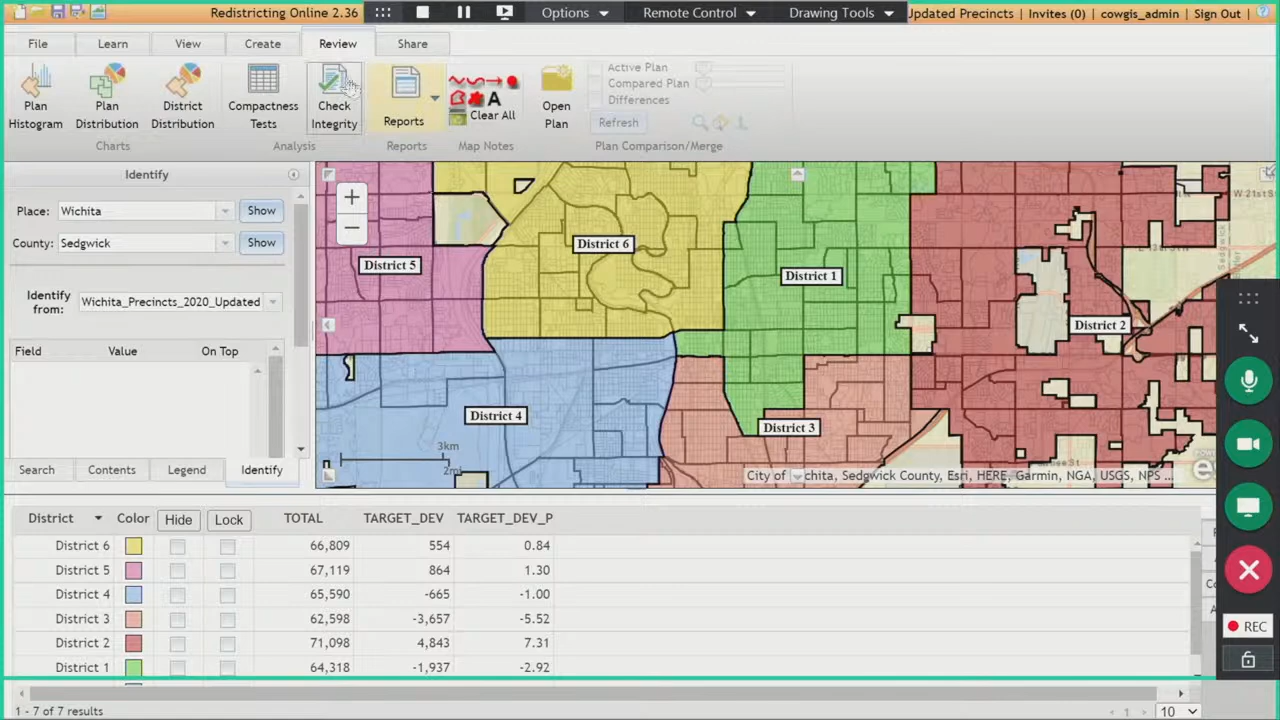 Redistricting Online 2.36
Options
Remote Control
Drawing Tools
Updated Precincts | Invites (0) | cowgis_admin | Sign Out |
File
Learn
View
Create
Review
Share
Plan
Histogram
Plan
Distribution
District
Distribution
Compactness
Tests
Check
Integrity
Reports
A
Clear All
Open
Plan
Active Plan
Compared Plan
Differences
Refresh
Charts
Analysis
Reports
Map Notes
Plan Comparison/Merge
Identify
Place:
Wichita
Show
County:
Sedgwick
Show
Identify
from:
Wichita_Precincts_2020_Updated
Field
Value
On Top
Search
Contents
Legend
Identify
+
−
W 21st S
District 6
District 5
District 1
Sedgwick
District 2
District 4
District 3
3km
2mi
City of Wichita, Sedgwick County, Esri, HERE, Garmin, NGA, USGS, NPS ...
District
Color
Hide
Lock
TOTAL
TARGET_DEV
TARGET_DEV_P
District 6 66,809 554 0.84
District 5 67,119 864 1.30
District 4 65,590 -665 -1.00
District 3 62,598 -3,657 -5.52
District 2 71,098 4,843 7.31
District 1 64,318 -1,937 -2.92
REC
1 - 7 of 7 results
1
10